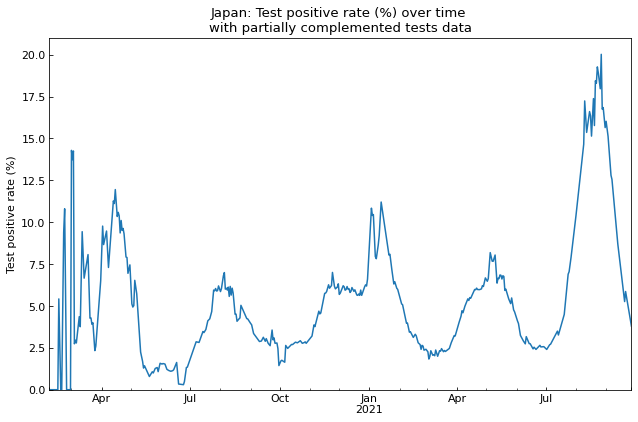 Japan: Test positive rate (%) over time
with partially complemented tests data
Test positive rate (%)
20.0
17.5
15.0
12.5
10.0
7.5
5.0
2.5
0.0
Apr
Jul
Oct
Jan
2021
Apr
Jul